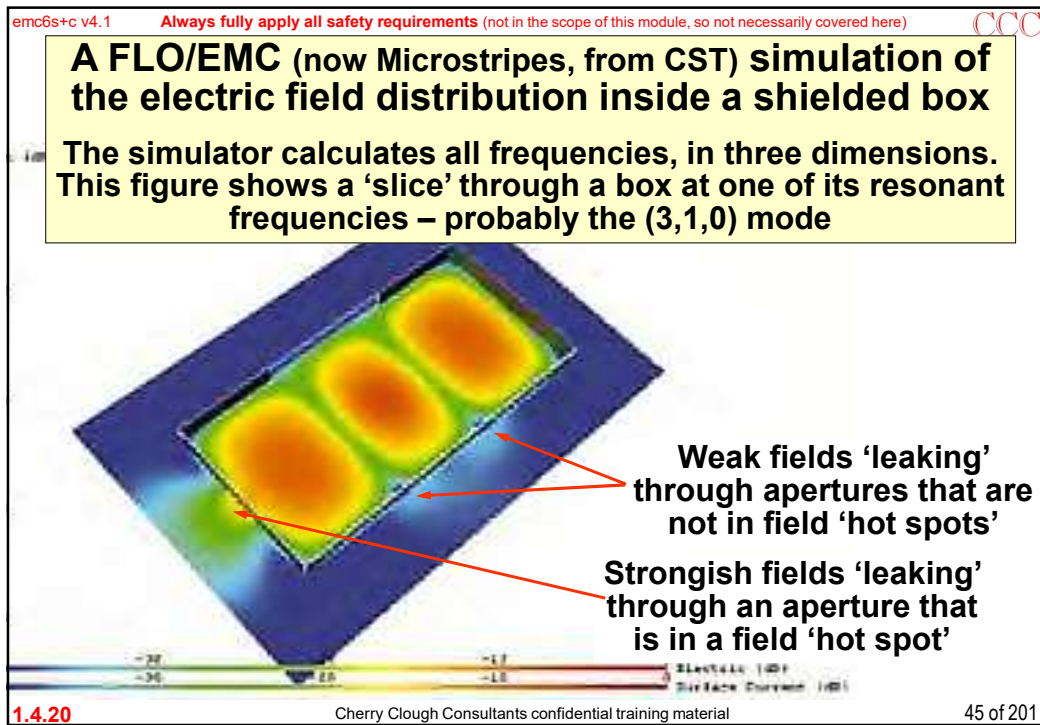 emc6s+c v4.1 Always fully apply all safety requirements (not in the scope of this module, so not necessarily covered here) CCC
A FLO/EMC (now Microstripes, from CST) simulation of
the electric field distribution inside a shielded box
The simulator calculates all frequencies, in three dimensions.
This figure shows a ‘slice’ through a box at one of its resonant
frequencies – probably the (3,1,0) mode
Weak fields ‘leaking’
through apertures that are
not in field ‘hot spots’
Strongish fields ‘leaking’
through an aperture that
is in a field ‘hot spot’
Electric (dB)
Surface Current (dB)
1.4.20 Cherry Clough Consultants confidential training material 45 of 201